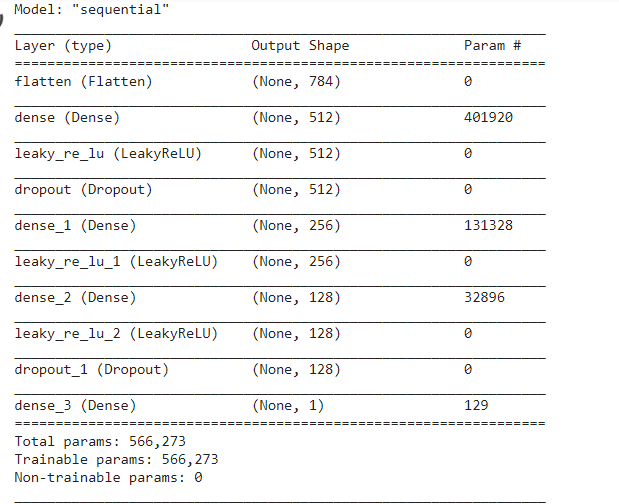 Model: "sequential"
Layer (type) Output Shape Param #
flatten (Flatten) (None, 784) 0
dense (Dense) (None, 512) 401920
leaky_re_lu (LeakyReLU) (None, 512) 0
dropout (Dropout) (None, 512) 0
dense_1 (Dense) (None, 256) 131328
leaky_re_lu_1 (LeakyReLU) (None, 256) 0
dense_2 (Dense) (None, 128) 32896
leaky_re_lu_2 (LeakyReLU) (None, 128) 0
dropout_1 (Dropout) (None, 128) 0
dense_3 (Dense) (None, 1) 129
Total params: 566,273
Trainable params: 566,273
Non-trainable params: 0